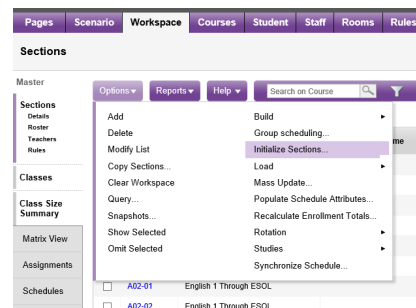 Pages Scenario Workspace Courses Student Staff Rooms Rules
Sections
Master
Options Reports Help Search on Course
Sections
Details
Roster
Teachers
Rules
Classes
Class Size
Summary
Matrix View
Assignments
Schedules
Add
Delete
Modify List
Copy Sections...
Clear Workspace
Query...
Snapshots...
Show Selected
Omit Selected
Build
Group scheduling...
Initialize Sections...
Load
Mass Update...
Populate Schedule Attributes...
Recalculate Enrollment Totals...
Rotation
Studies
Synchronize Schedule...
me
A02-01 English 1 Through ESOL
A02-02 English 1 Through ESOL